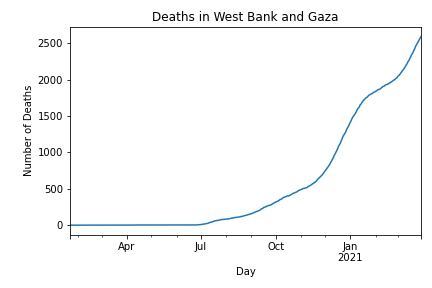 Deaths in West Bank and Gaza
2500
2000
1500
1000
500
0
Number of Deaths
Apr
Jul
Oct
Jan
2021
Day